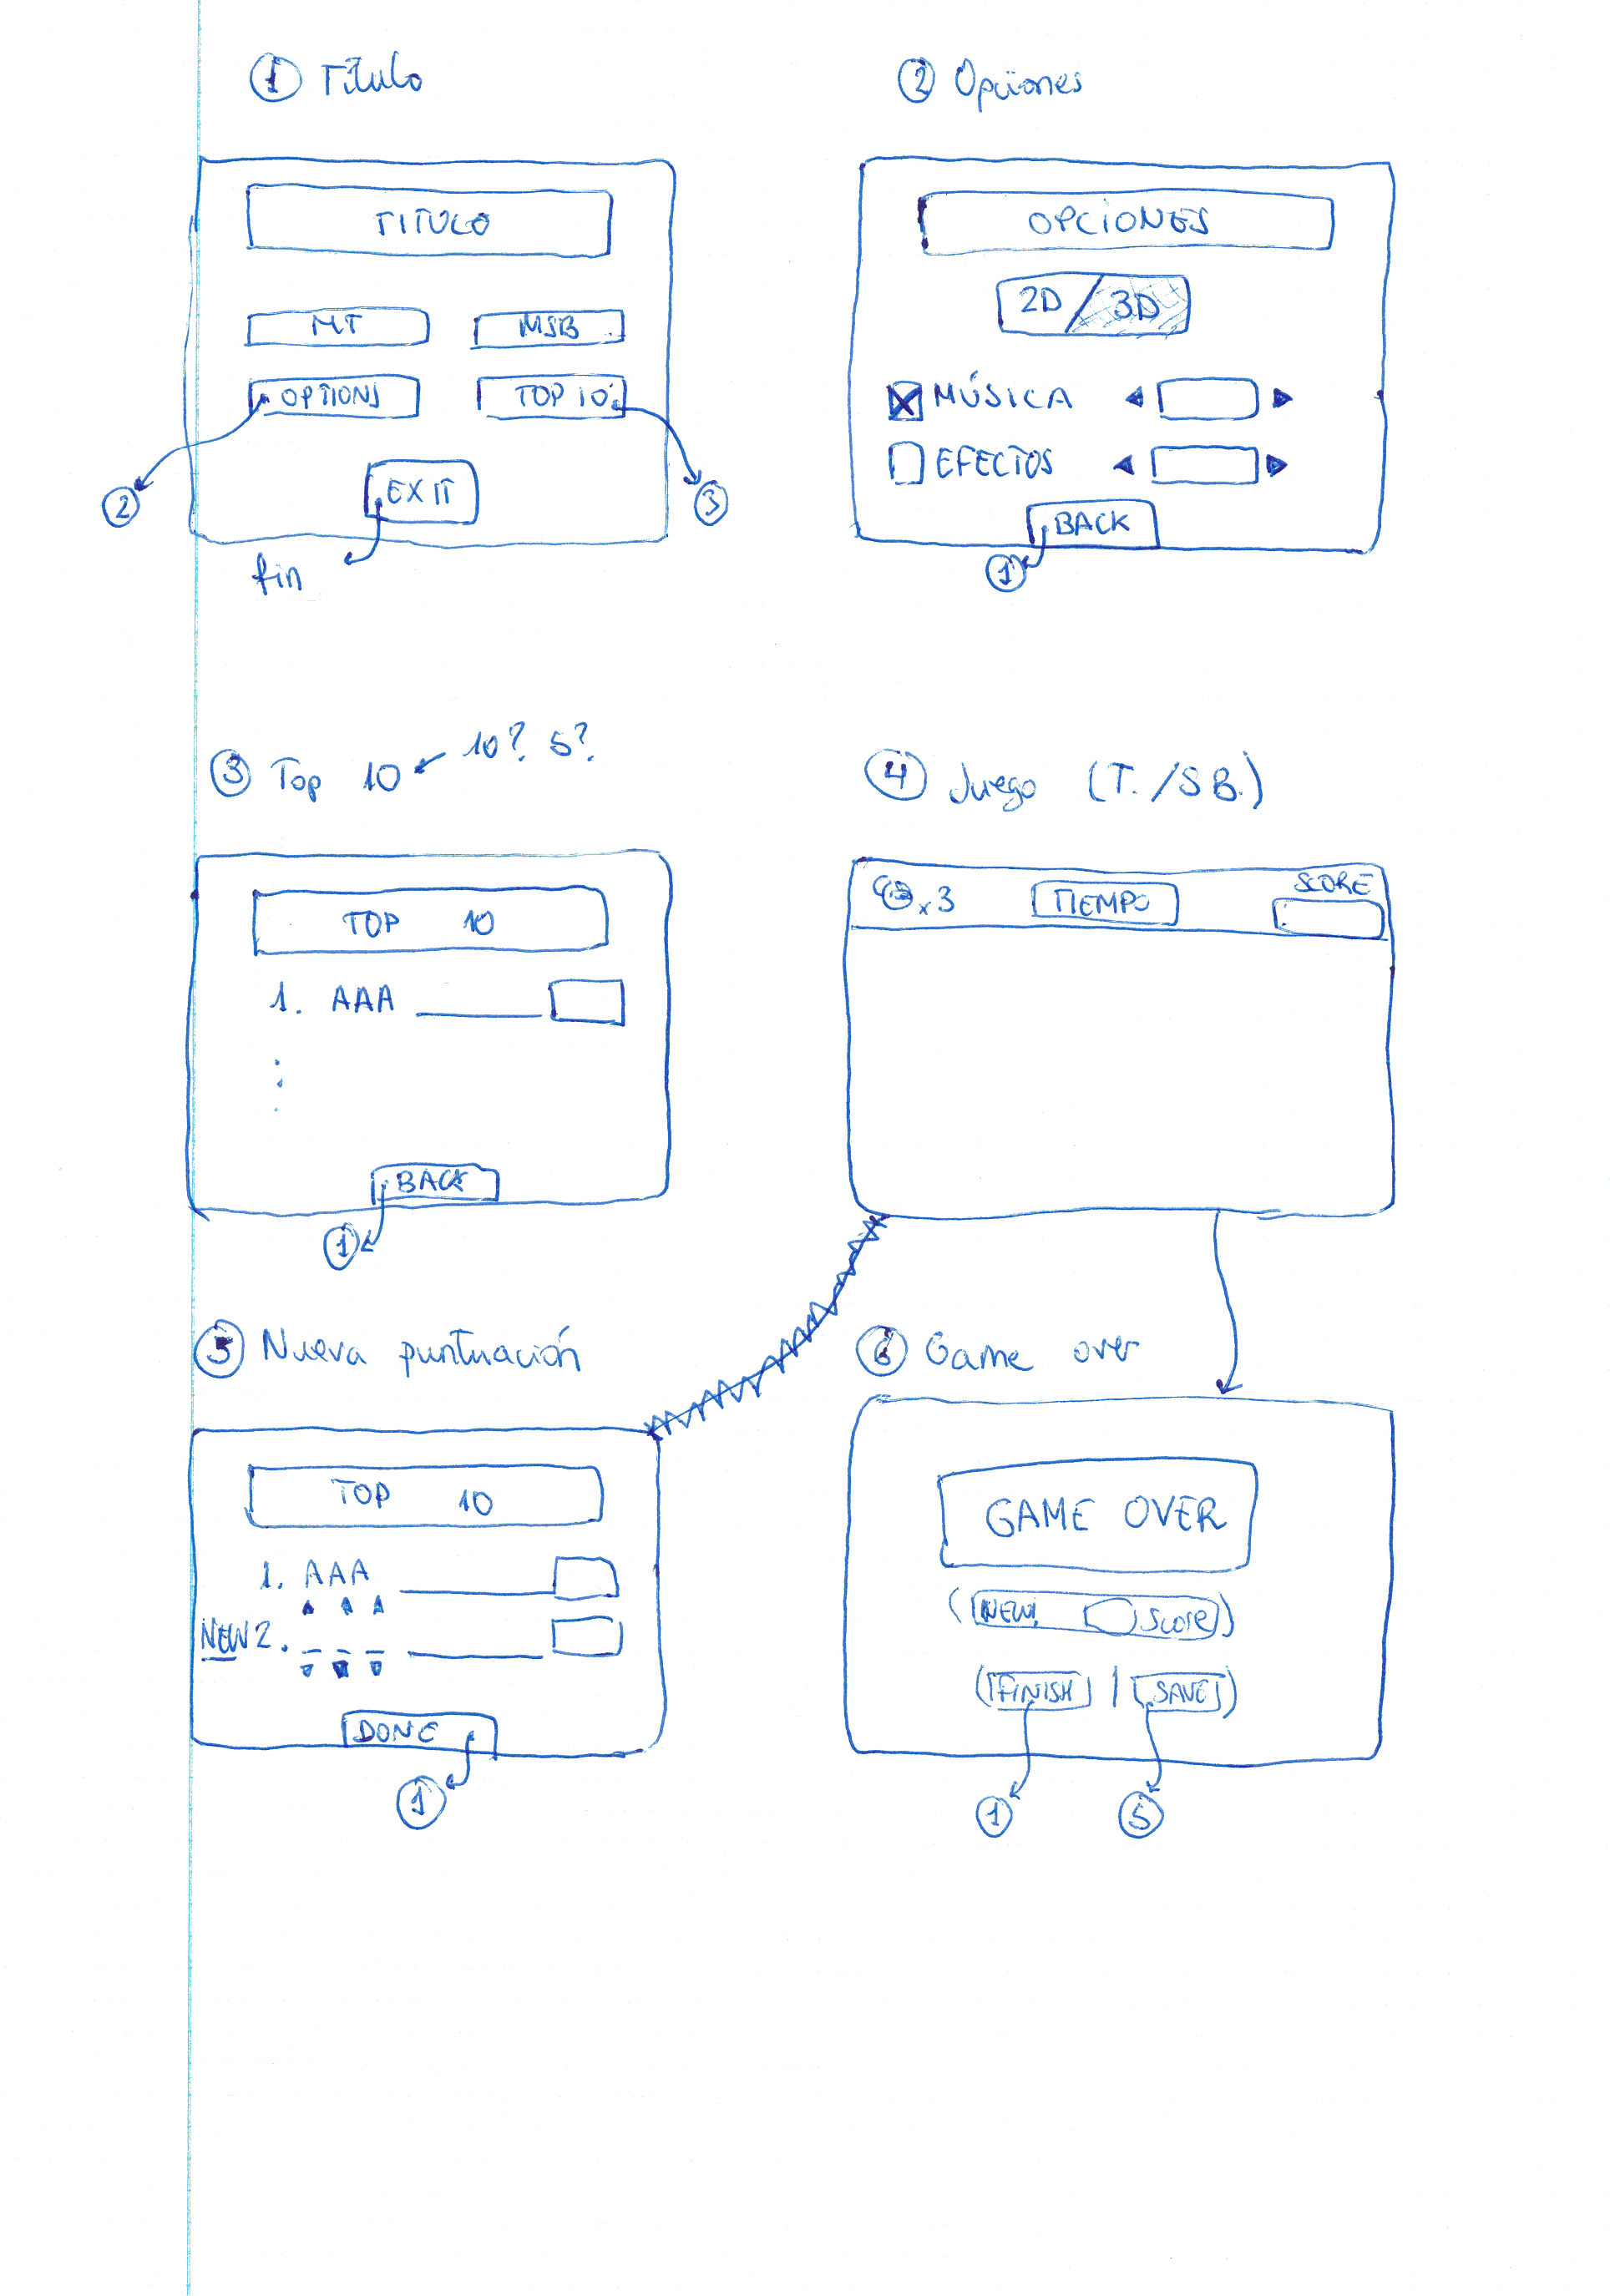 ① Título
TITULO
MT MSB
OPTIONS TOP 10
EXIT
② ③
fin
② Opciones
OPCIONES
2D / 3D
MÚSICA
EFECTOS
BACK
①
③ Top 10 ← 10? 5?
TOP 10
1. AAA
BACK
①
④ Juego (T. / S B.)
x3 TIEMPO SCORE
⑤ Nueva puntuación
TOP 10
1. AAA
NEW 2.
DONE
①
⑥ Game over
GAME OVER
(NEW! Score)
(FINISH | SAVE)
① ⑤